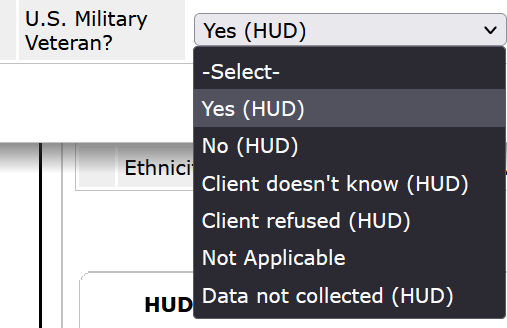 U.S. Military
Veteran?
Yes (HUD)
-Select-
Yes (HUD)
No (HUD)
Client doesn't know (HUD)
Client refused (HUD)
Not Applicable
Data not collected (HUD)
HUD